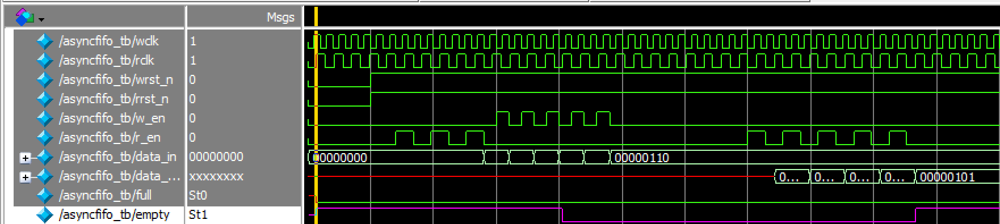 Msgs
/asyncfifo_tb/wclk 1
/asyncfifo_tb/rclk 1
/asyncfifo_tb/wrst_n 0
/asyncfifo_tb/rrst_n 0
/asyncfifo_tb/w_en 0
/asyncfifo_tb/r_en 0
/asyncfifo_tb/data_in 00000000 00000000 00000110
/asyncfifo_tb/data_... xxxxxxxx 0... 0... 0... 0... 00000101
/asyncfifo_tb/full St0
/asyncfifo_tb/empty St1